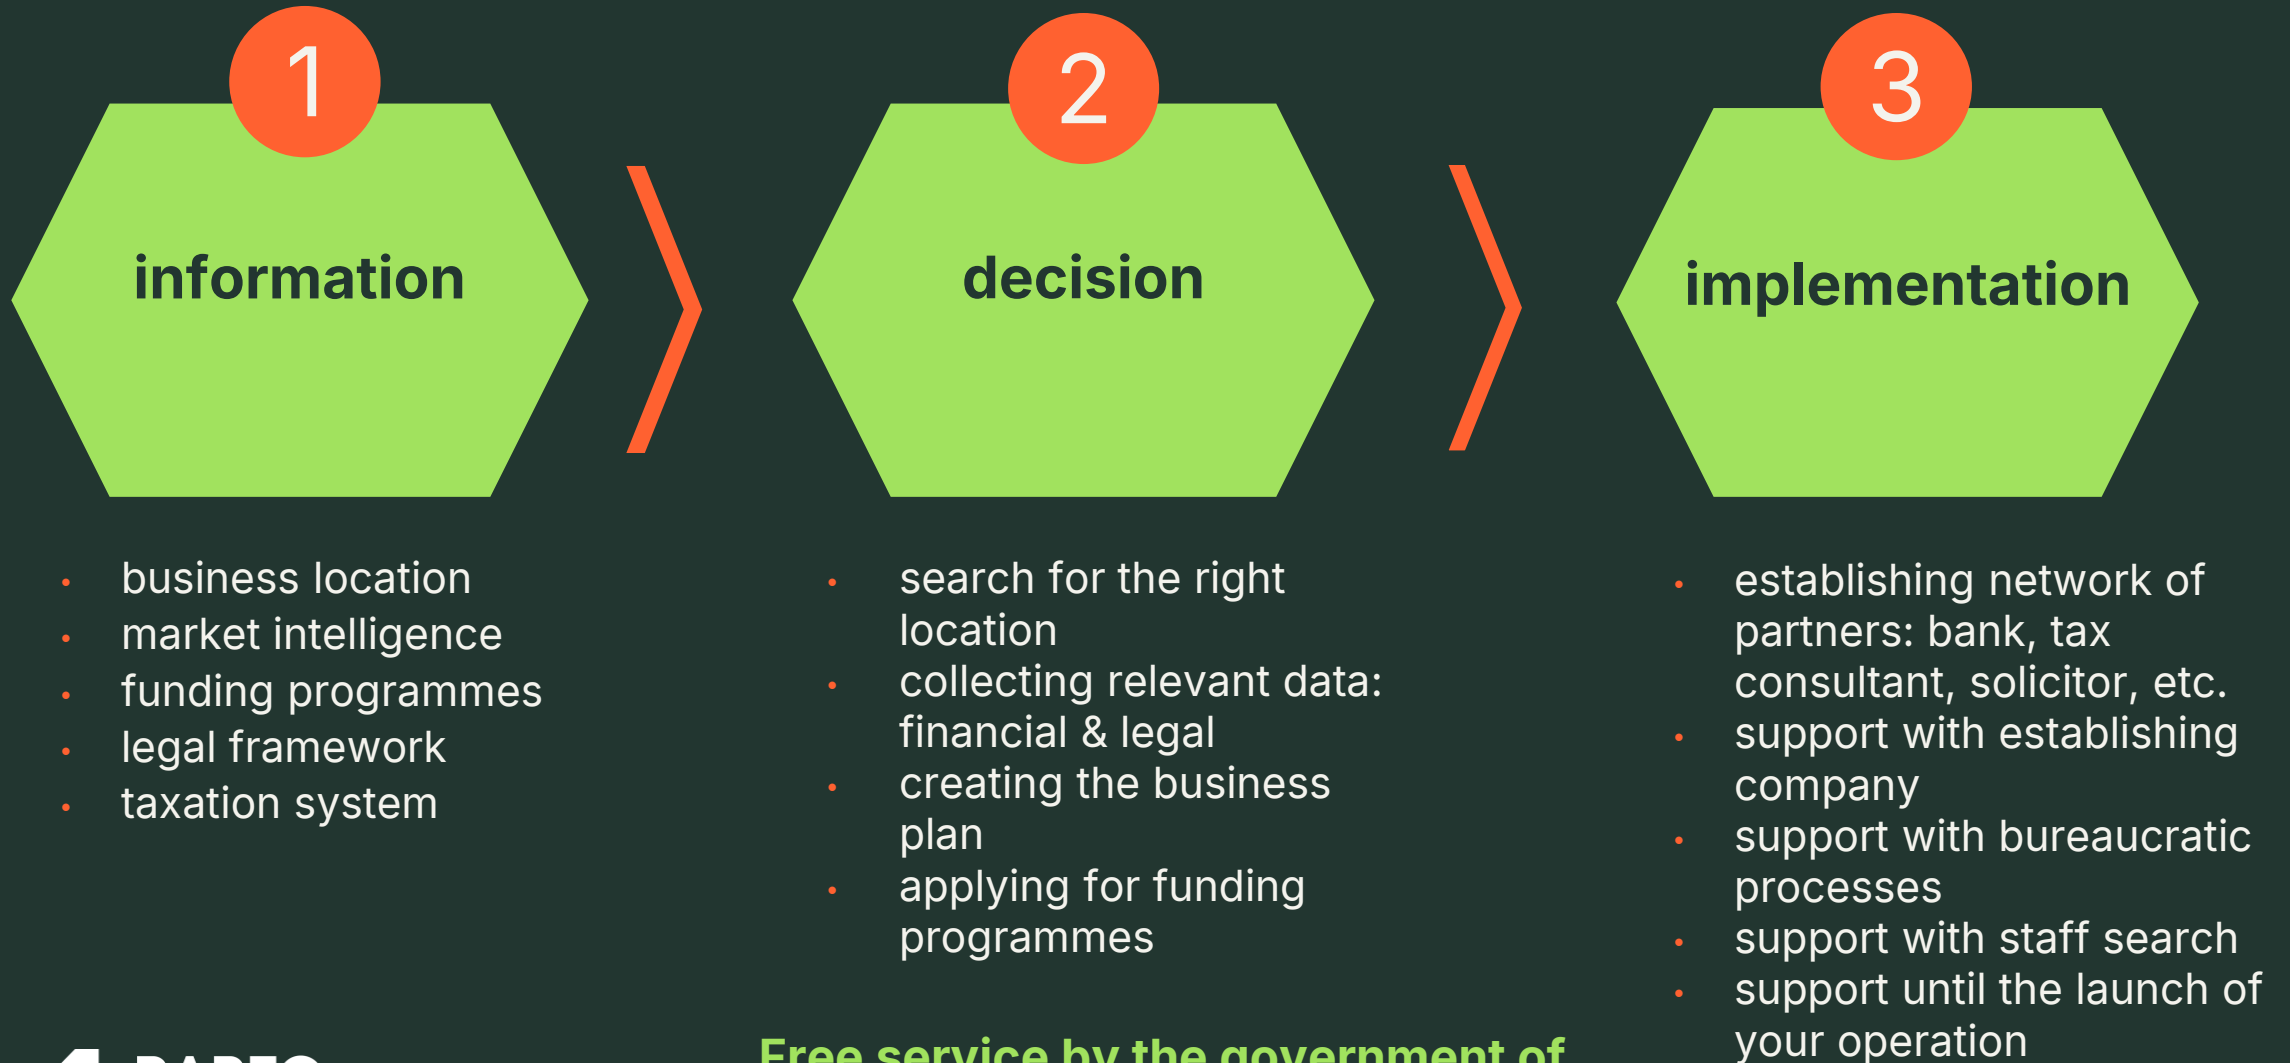 1
information
business location
market intelligence
funding programmes
legal framework
taxation system
2
decision
search for the right
location
collecting relevant data:
financial & legal
creating the business
plan
applying for funding
programmes
3
implementation
establishing network of
partners: bank, tax
consultant, solicitor, etc.
support with establishing
company
support with bureaucratic
processes
support with staff search
support until the launch of
your operation
Free service by the government of